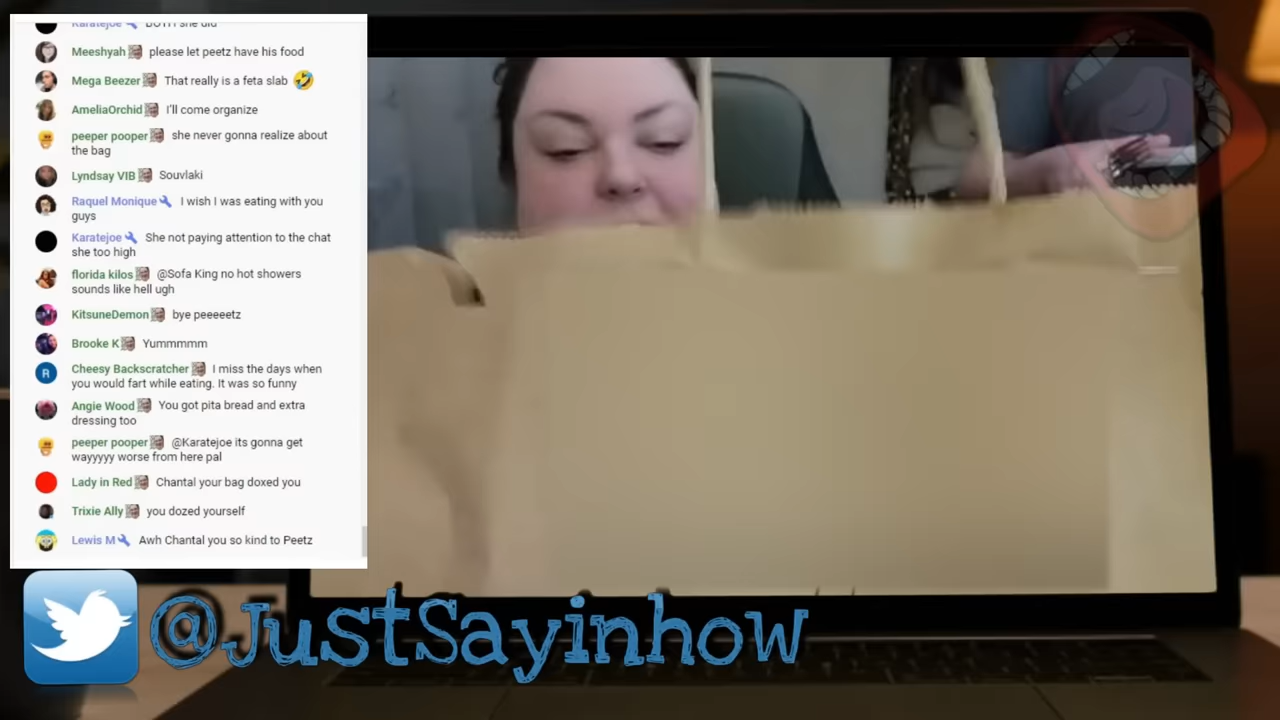 Karatejoe
Meeshyah please let peetz have his food
Mega Beezer That really is a feta slab 🤣
AmeliaOrchid I'll come organize
peeper pooper she never gonna realize about
the bag
Lyndsay VIB Souvlaki
Raquel Monique I wish I was eating with you
guys
Karatejoe She not paying attention to the chat
she too high
florida kilos @Sofa King no hot showers
sounds like hell ugh
KitsuneDemon bye peeeeetz
Brooke K Yummmmm
R
Cheesy Backscratcher I miss the days when
you would fart while eating. It was so funny
Angie Wood You got pita bread and extra
dressing too
peeper pooper @Karatejoe its gonna get
wayyyyy worse from here pal
Lady in Red Chantal your bag doxed you
Trixie Ally you dozed yourself
Lewis M Awh Chantal you so kind to Peetz
@JustSayinhow